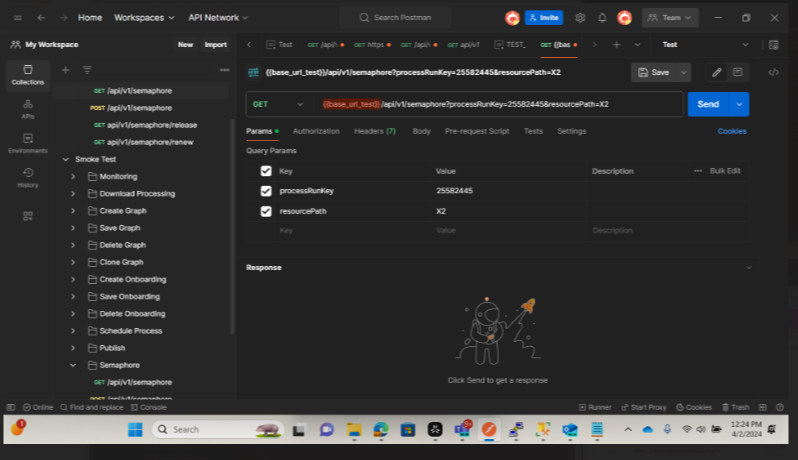 Home Workspaces API Network Search Postman Invite Team
My Workspace New Import Test GET /api/\ GET https GET /api/\ GET api/v1 TEST_ GET {{bas Test
Collections
APIs
Environments
History
GET /api/v1/semaphore
POST /api/v1/semaphore
GET api/v1/semaphore/release
GET api/v1/semaphore/renew
Smoke Test
Monitoring
Download Processing
Create Graph
Save Graph
Delete Graph
Clone Graph
Create Onboarding
Save Onboarding
Delete Onboarding
Schedule Process
Publish
Semaphore
GET /api/v1/semaphore
POST /api/v1/semaphore
{{base_url_test}}/api/v1/semaphore?processRunKey=25582445&resourcePath=X2 Save
GET {{base_url_test}}/api/v1/semaphore?processRunKey=25582445&resourcePath=X2 Send
Params Authorization Headers (7) Body Pre-request Script Tests Settings Cookies
Query Params
Key Value Description Bulk Edit
processRunKey 25582445
resourcePath X2
Key Value Description
Response
Click Send to get a response
Online Find and replace Console Runner Start Proxy Cookies Trash
1 Search 12:24 PM
4/2/2024